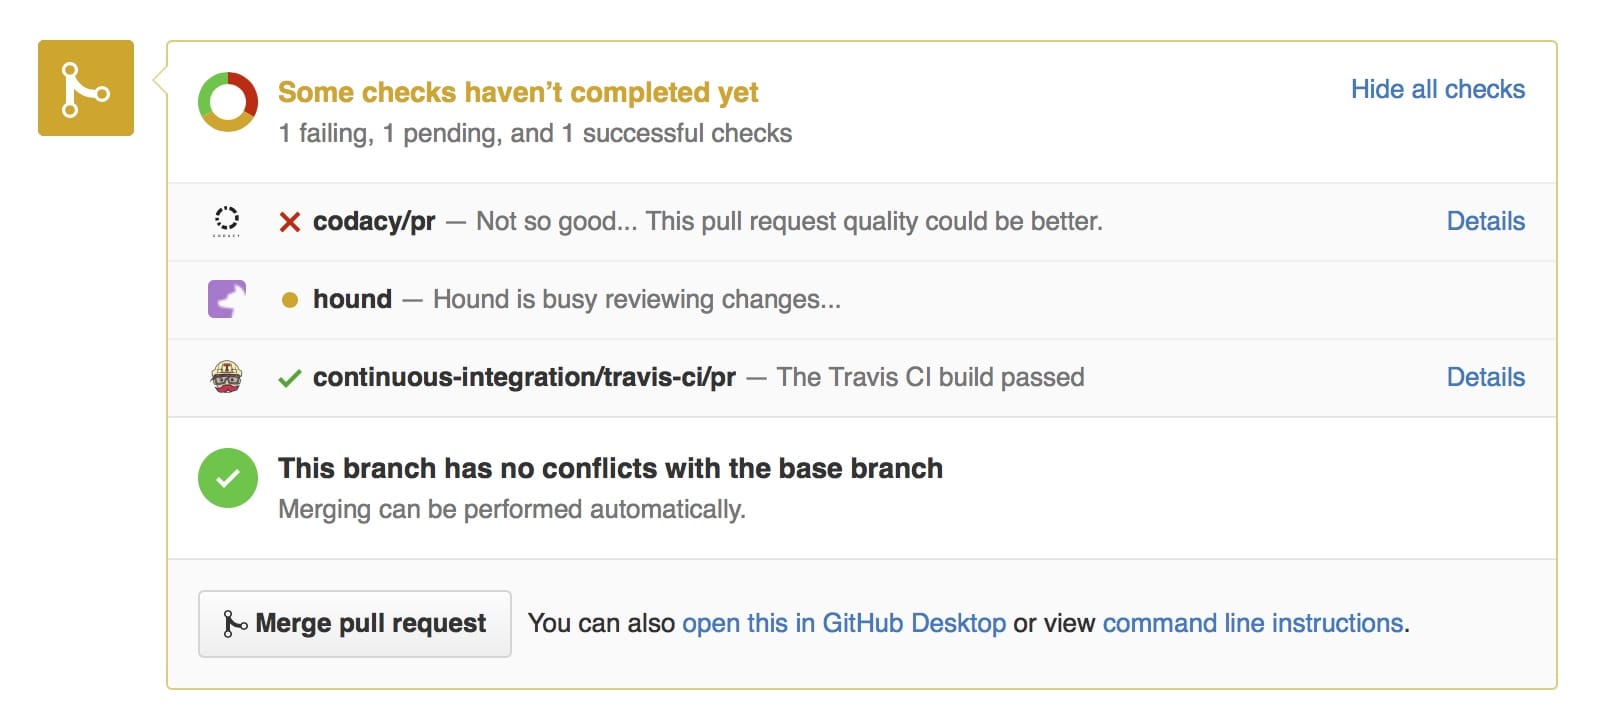 Some checks haven’t completed yet
Hide all checks
1 failing, 1 pending, and 1 successful checks
codacy/pr — Not so good... This pull request quality could be better.
Details
hound — Hound is busy reviewing changes...
continuous-integration/travis-ci/pr — The Travis CI build passed
Details
This branch has no conflicts with the base branch
Merging can be performed automatically.
Merge pull request
You can also open this in GitHub Desktop or view command line instructions.